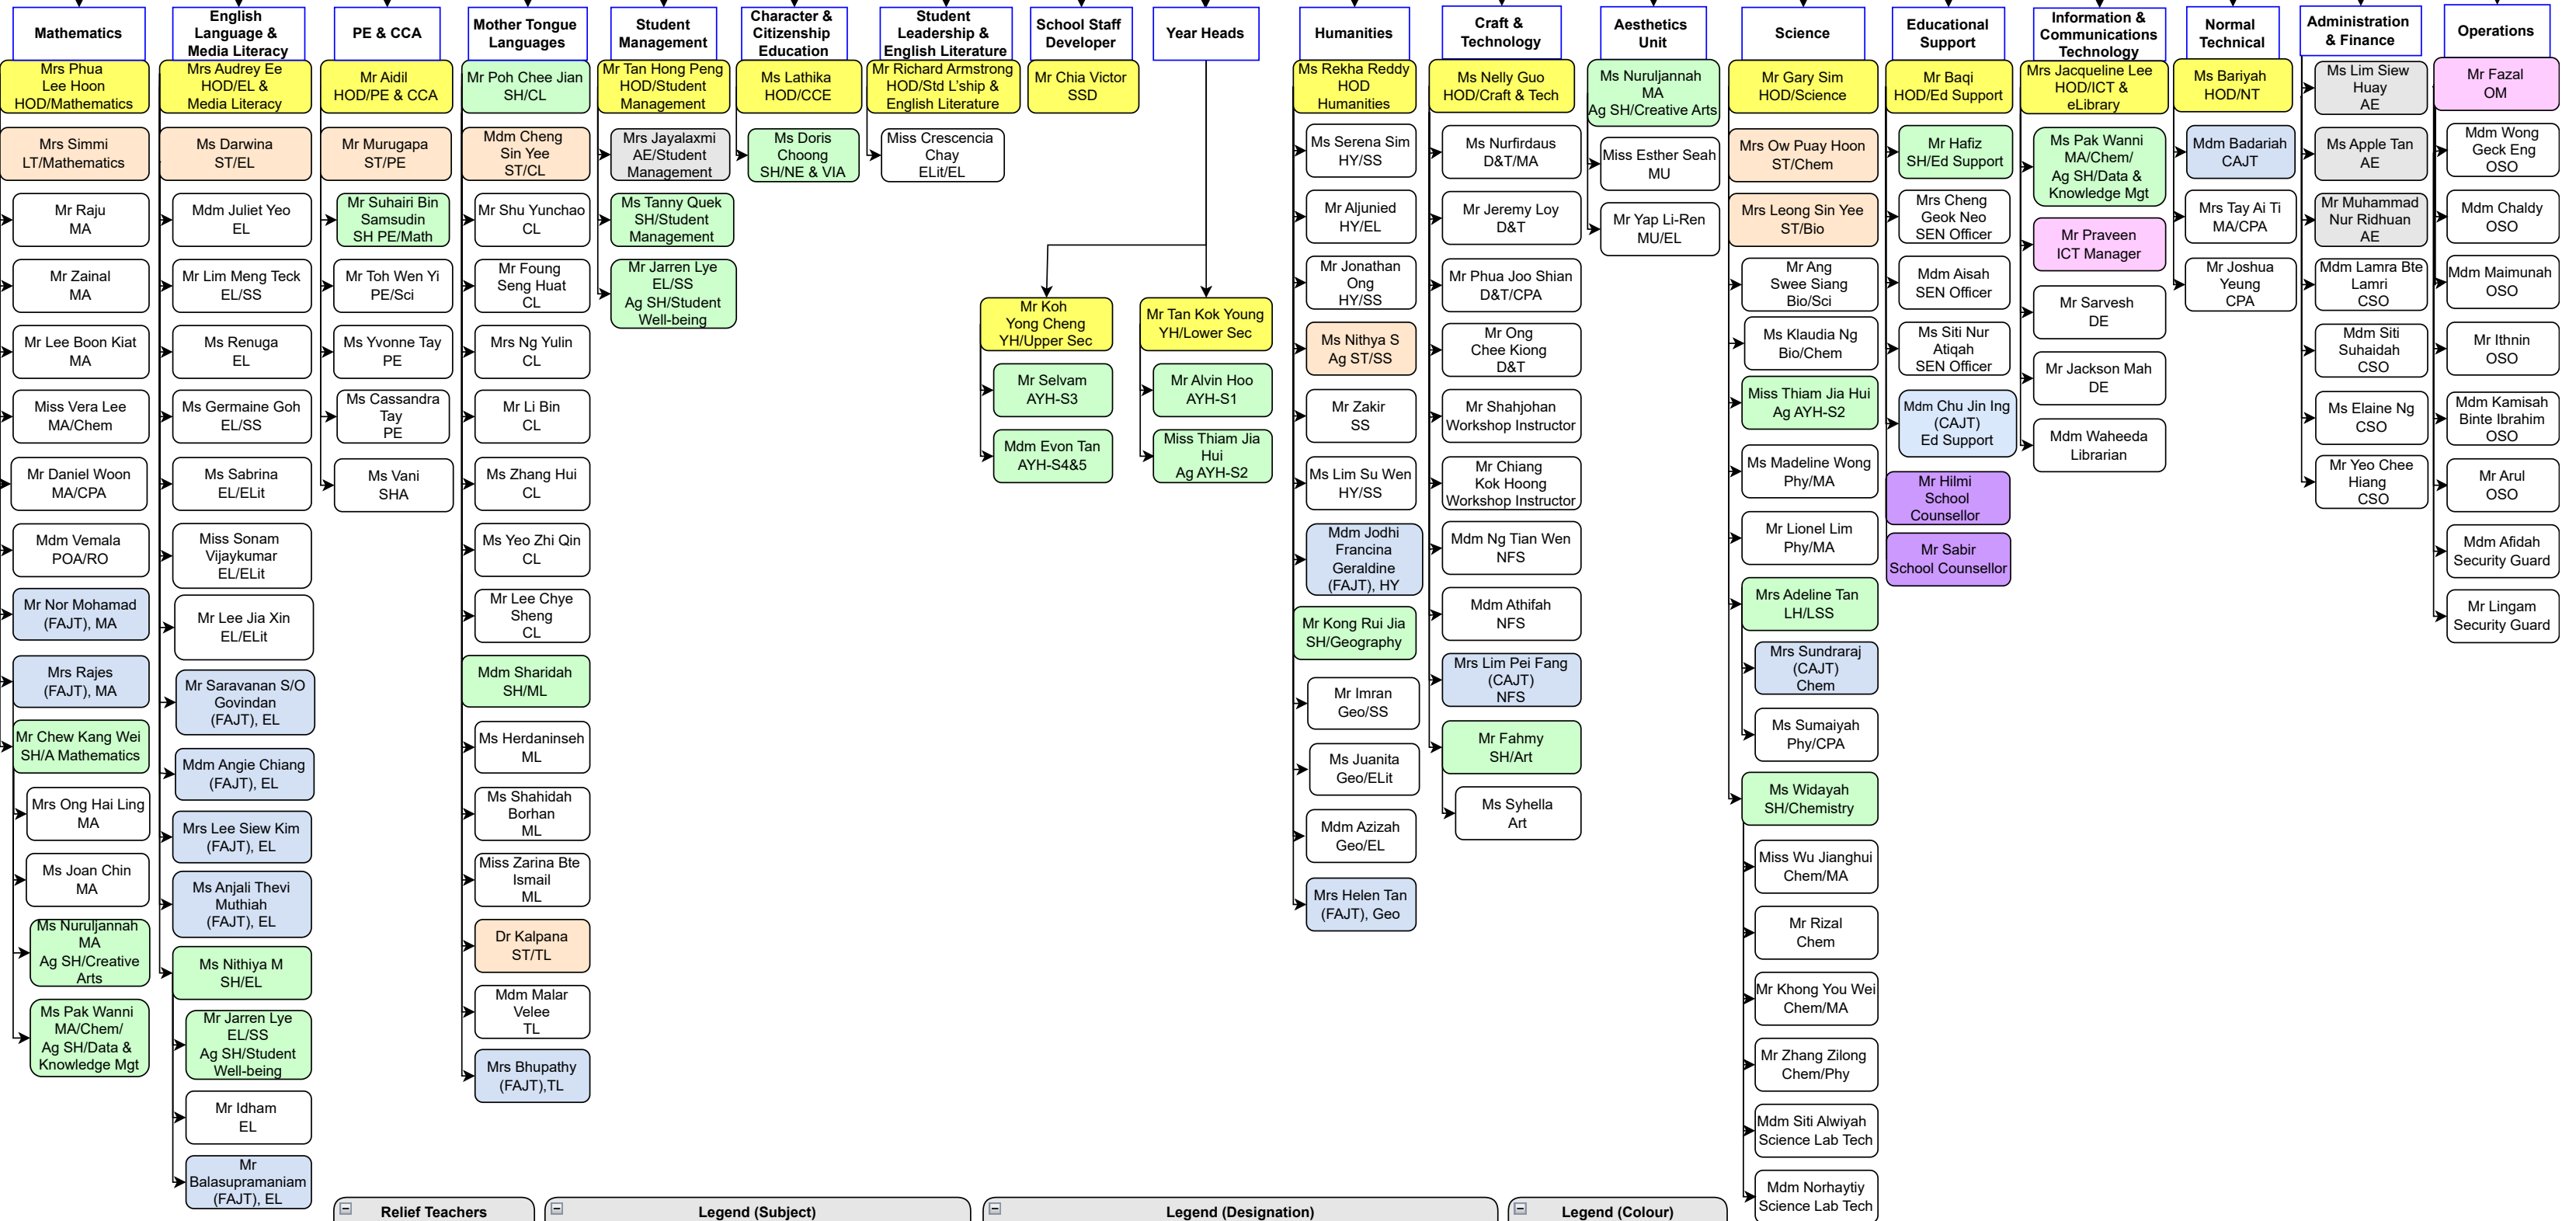 Mathematics
Mrs Phua
Lee Hoon
HOD/Mathematics
Mrs Simmi
LT/Mathematics
Mr Raju
MA
Mr Zainal
MA
Mr Lee Boon Kiat
MA
Miss Vera Lee
MA/Chem
Mr Daniel Woon
MA/CPA
Mdm Vemala
POA/RO
Mr Nor Mohamad
(FAJT), MA
Mrs Rajes
(FAJT), MA
Mr Chew Kang Wei
SH/A Mathematics
Mrs Ong Hai Ling
MA
Ms Joan Chin
MA
Ms Nuruljannah
MA
Ag SH/Creative
Arts
Ms Pak Wanni
MA/Chem/
Ag SH/Data &
Knowledge Mgt
English
Language &
Media Literacy
Mrs Audrey Ee
HOD/EL &
Media Literacy
Ms Darwina
ST/EL
Mdm Juliet Yeo
EL
Mr Lim Meng Teck
EL/SS
Ms Renuga
EL
Ms Germaine Goh
EL/SS
Ms Sabrina
EL/ELit
Miss Sonam
Vijaykumar
EL/ELit
Mr Lee Jia Xin
EL/ELit
Mr Saravanan S/O
Govindan
(FAJT), EL
Mdm Angie Chiang
(FAJT), EL
Mrs Lee Siew Kim
(FAJT), EL
Ms Anjali Thevi
Muthiah
(FAJT), EL
Ms Nithiya M
SH/EL
Mr Jarren Lye
EL/SS
Ag SH/Student
Well-being
Mr Idham
EL
Mr
Balasupramaniam
(FAJT), EL
PE & CCA
Mr Aidil
HOD/PE & CCA
Mr Murugapa
ST/PE
Mr Suhairi Bin
Samsudin
SH PE/Math
Mr Toh Wen Yi
PE/Sci
Ms Yvonne Tay
PE
Ms Cassandra
Tay
PE
Ms Vani
SHA
Mother Tongue
Languages
Mr Poh Chee Jian
SH/CL
Mdm Cheng
Sin Yee
ST/CL
Mr Shu Yunchao
CL
Mr Foung
Seng Huat
CL
Mrs Ng Yulin
CL
Mr Li Bin
CL
Ms Zhang Hui
CL
Ms Yeo Zhi Qin
CL
Mr Lee Chye
Sheng
CL
Mdm Sharidah
SH/ML
Ms Herdaninseh
ML
Ms Shahidah
Borhan
ML
Miss Zarina Bte
Ismail
ML
Dr Kalpana
ST/TL
Mdm Malar
Velee
TL
Mrs Bhupathy
(FAJT),TL
Student
Management
Mr Tan Hong Peng
HOD/Student
Management
Mrs Jayalaxmi
AE/Student
Management
Ms Tanny Quek
SH/Student
Management
Mr Jarren Lye
EL/SS
Ag SH/Student
Well-being
Character &
Citizenship
Education
Ms Lathika
HOD/CCE
Ms Doris
Choong
SH/NE & VIA
Student
Leadership &
English Literature
Mr Richard Armstrong
HOD/Std L'ship &
English Literature
Miss Crescencia
Chay
ELit/EL
School Staff
Developer
Mr Chia Victor
SSD
Year Heads
Mr Koh
Yong Cheng
YH/Upper Sec
Mr Selvam
AYH-S3
Mdm Evon Tan
AYH-S4&5
Mr Tan Kok Young
YH/Lower Sec
Mr Alvin Hoo
AYH-S1
Miss Thiam Jia
Hui
Ag AYH-S2
Humanities
Ms Rekha Reddy
HOD
Humanities
Ms Serena Sim
HY/SS
Mr Aljunied
HY/EL
Mr Jonathan
Ong
HY/SS
Ms Nithya S
Ag ST/SS
Mr Zakir
SS
Ms Lim Su Wen
HY/SS
Mdm Jodhi
Francina
Geraldine
(FAJT), HY
Mr Kong Rui Jia
SH/Geography
Mr Imran
Geo/SS
Ms Juanita
Geo/ELit
Mdm Azizah
Geo/EL
Mrs Helen Tan
(FAJT), Geo
Craft &
Technology
Ms Nelly Guo
HOD/Craft & Tech
Ms Nurfirdaus
D&T/MA
Mr Jeremy Loy
D&T
Mr Phua Joo Shian
D&T/CPA
Mr Ong
Chee Kiong
D&T
Mr Shahjohan
Workshop Instructor
Mr Chiang
Kok Hoong
Workshop Instructor
Mdm Ng Tian Wen
NFS
Mdm Athifah
NFS
Mrs Lim Pei Fang
(CAJT)
NFS
Mr Fahmy
SH/Art
Ms Syhella
Art
Aesthetics
Unit
Ms Nuruljannah
MA
Ag SH/Creative Arts
Miss Esther Seah
MU
Mr Yap Li-Ren
MU/EL
Science
Mr Gary Sim
HOD/Science
Mrs Ow Puay Hoon
ST/Chem
Mrs Leong Sin Yee
ST/Bio
Mr Ang
Swee Siang
Bio/Sci
Ms Klaudia Ng
Bio/Chem
Miss Thiam Jia Hui
Ag AYH-S2
Ms Madeline Wong
Phy/MA
Mr Lionel Lim
Phy/MA
Mrs Adeline Tan
LH/LSS
Mrs Sundraraj
(CAJT)
Chem
Ms Sumaiyah
Phy/CPA
Ms Widayah
SH/Chemistry
Miss Wu Jianghui
Chem/MA
Mr Rizal
Chem
Mr Khong You Wei
Chem/MA
Mr Zhang Zilong
Chem/Phy
Mdm Siti Alwiyah
Science Lab Tech
Mdm Norhaytiy
Science Lab Tech
Educational
Support
Mr Baqi
HOD/Ed Support
Mr Hafiz
SH/Ed Support
Mrs Cheng
Geok Neo
SEN Officer
Mdm Aisah
SEN Officer
Ms Siti Nur
Atiqah
SEN Officer
Mdm Chu Jin Ing
(CAJT)
Ed Support
Mr Hilmi
School
Counsellor
Mr Sabir
School Counsellor
Information &
Communications
Technology
Mrs Jacqueline Lee
HOD/ICT &
eLibrary
Ms Pak Wanni
MA/Chem/
Ag SH/Data &
Knowledge Mgt
Mr Praveen
ICT Manager
Mr Sarvesh
DE
Mr Jackson Mah
DE
Mdm Waheeda
Librarian
Normal
Technical
Ms Bariyah
HOD/NT
Mdm Badariah
CAJT
Mrs Tay Ai Ti
MA/CPA
Mr Joshua
Yeung
CPA
Administration
& Finance
Ms Lim Siew
Huay
AE
Ms Apple Tan
AE
Mr Muhammad
Nur Ridhuan
AE
Mdm Lamra Bte
Lamri
CSO
Mdm Siti
Suhaidah
CSO
Ms Elaine Ng
CSO
Mr Yeo Chee
Hiang
CSO
Operations
Mr Fazal
OM
Mdm Wong
Geck Eng
OSO
Mdm Chaldy
OSO
Mdm Maimunah
OSO
Mr Ithnin
OSO
Mdm Kamisah
Binte Ibrahim
OSO
Mr Arul
OSO
Mdm Afidah
Security Guard
Mr Lingam
Security Guard
Relief Teachers
Legend (Subject)
Legend (Designation)
Legend (Colour)